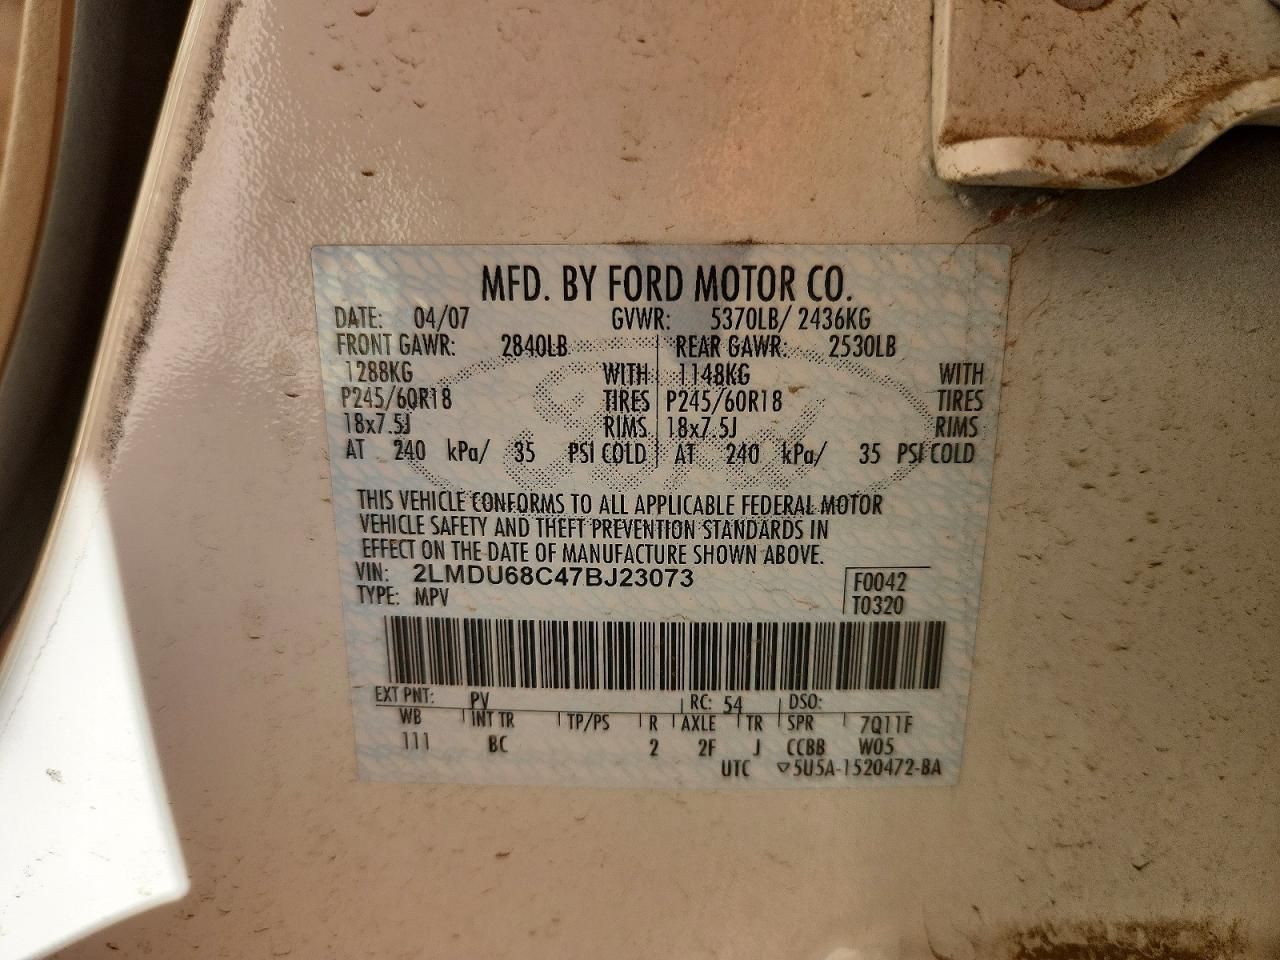 MFD. BY FORD MOTOR CO.
DATE: 04/07 GVWR: 5370LB/ 2436KG
FRONT GAWR: 2840LB REAR GAWR: 2530LB
1288KG WITH 1148KG WITH
P245/60R18 TIRES P245/60R18 TIRES
18x7.5J RIMS 18x7.5J RIMS
AT 240 kPa/ 35 PSI COLD AT 240 kPa/ 35 PSI COLD
THIS VEHICLE CONFORMS TO ALL APPLICABLE FEDERAL MOTOR
VEHICLE SAFETY AND THEFT PREVENTION STANDARDS IN
EFFECT ON THE DATE OF MANUFACTURE SHOWN ABOVE.
VIN: 2LMDU68C47BJ23073 F0042
TYPE: MPV T0320
EXT PNT: PV RC: 54 DSO:
WB INT TR TP/PS R AXLE TR SPR 7Q11F
111 BC 2 2F J CCBB W05
UTC ▽5U5A-1520472-BA